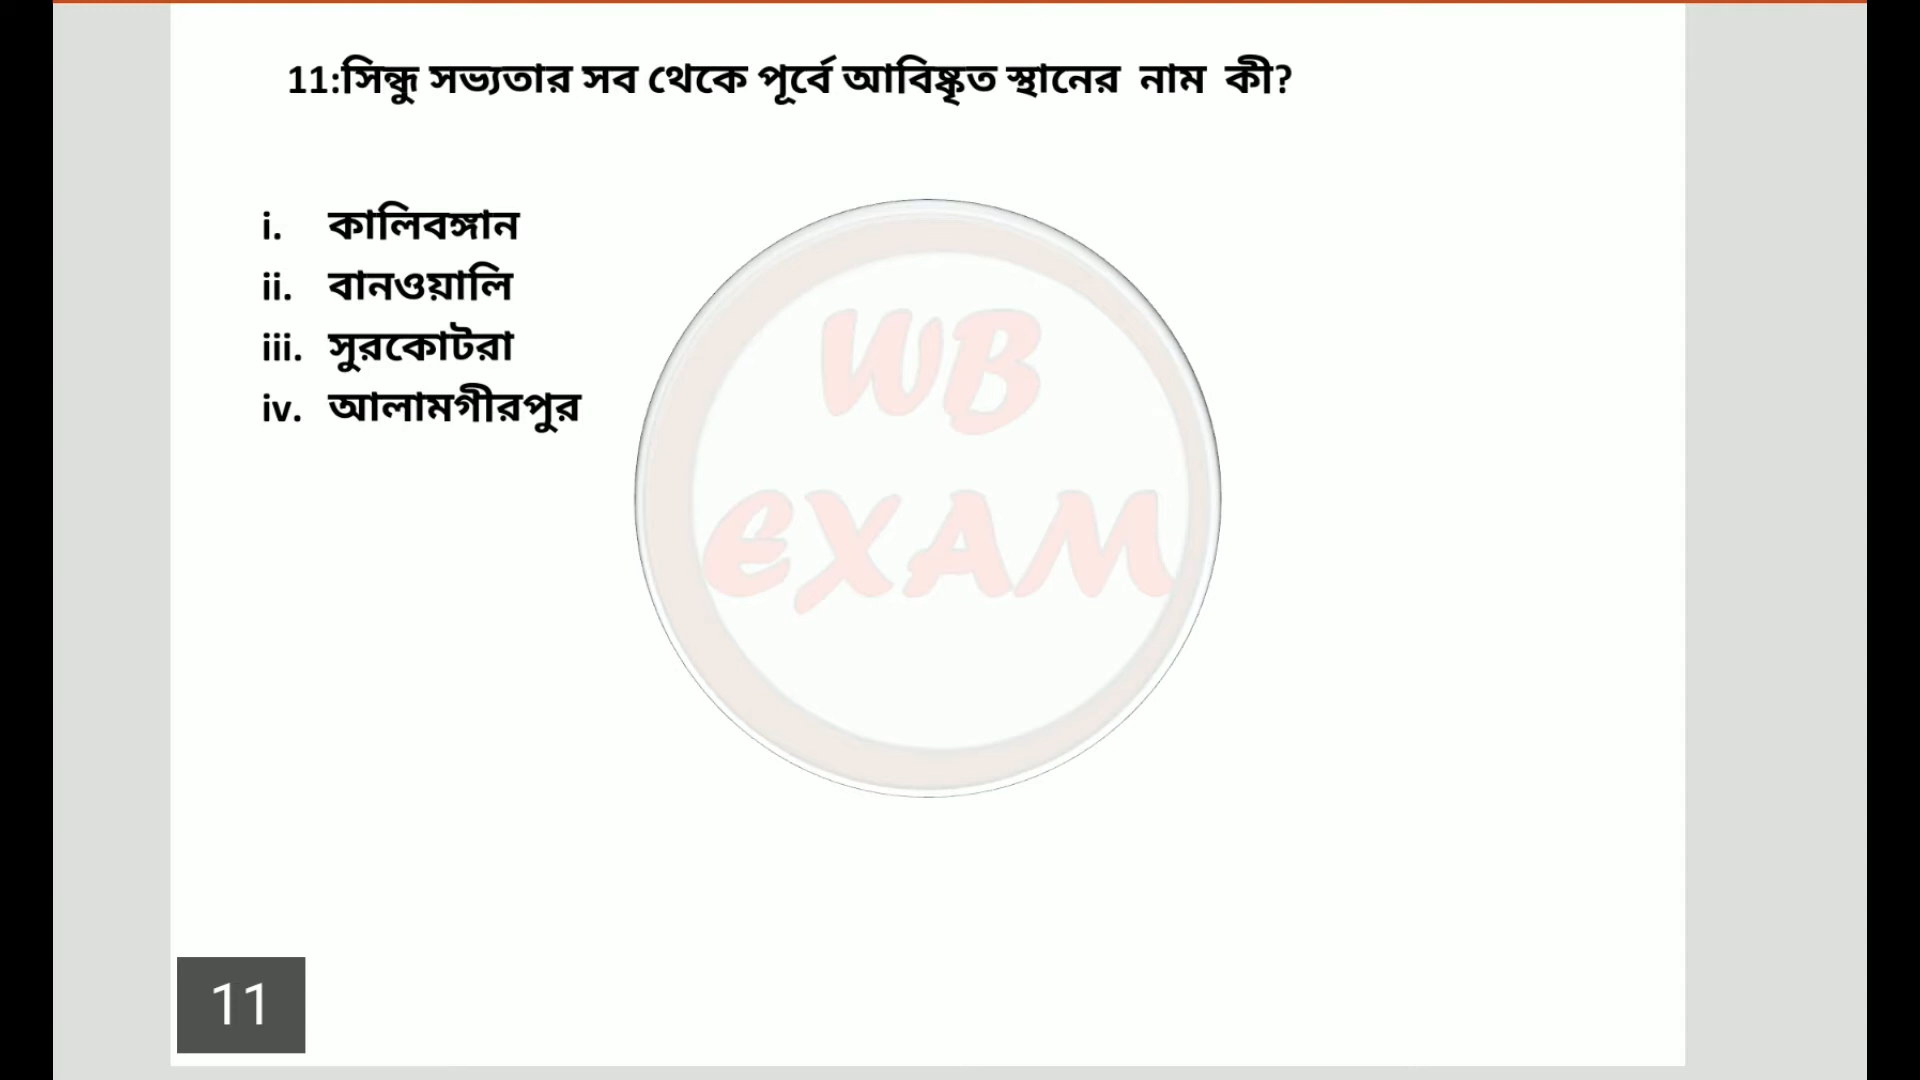 11:সিন্ধু সভ্যতার সব থেকে পূর্বে আবিষ্কৃত স্থানের নাম কী?
i. কালিবঙ্গান
ii. বানওয়ালি
iii. সুরকোটরা
iv. আলামগীরপুর
WB
EXAM
11